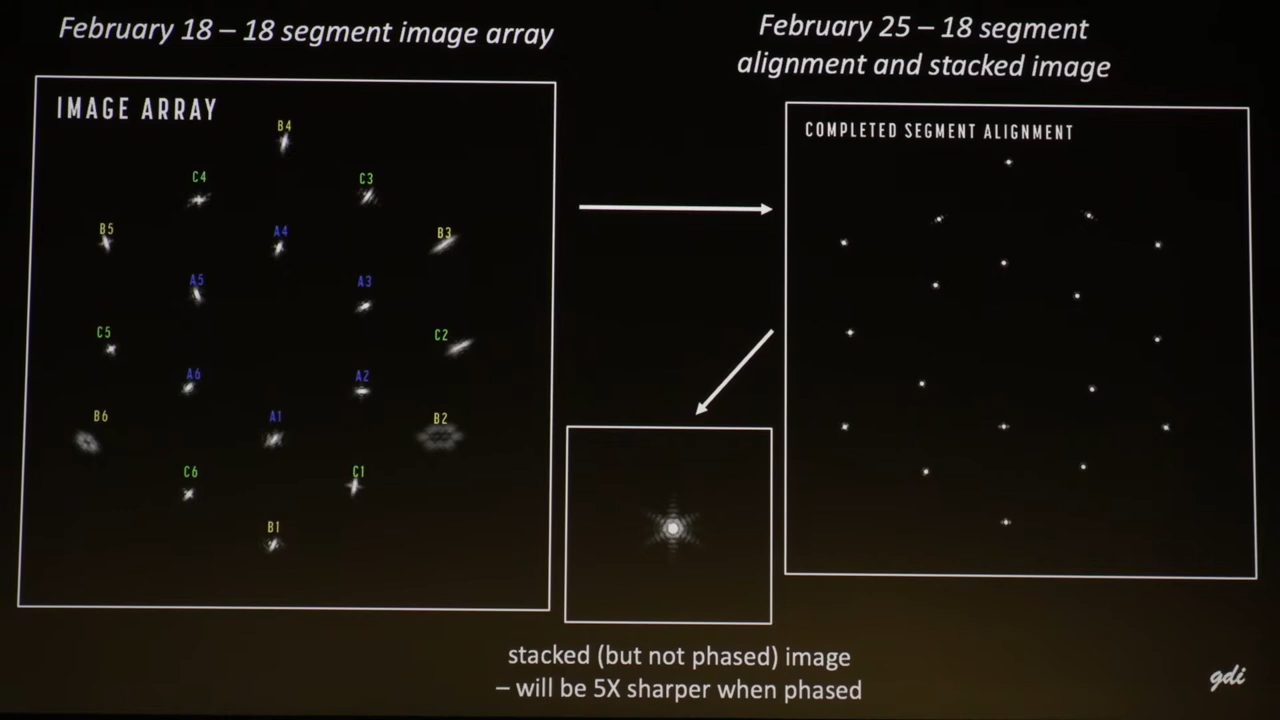 February 18 – 18 segment image array
February 25 – 18 segment
alignment and stacked image
IMAGE ARRAY
B4
C4
C3
B5
A4
B3
A5
A3
C5
C2
A6
A2
B6
A1
B2
C6
C1
B1
COMPLETED SEGMENT ALIGNMENT
stacked (but not phased) image
– will be 5X sharper when phased
gdi